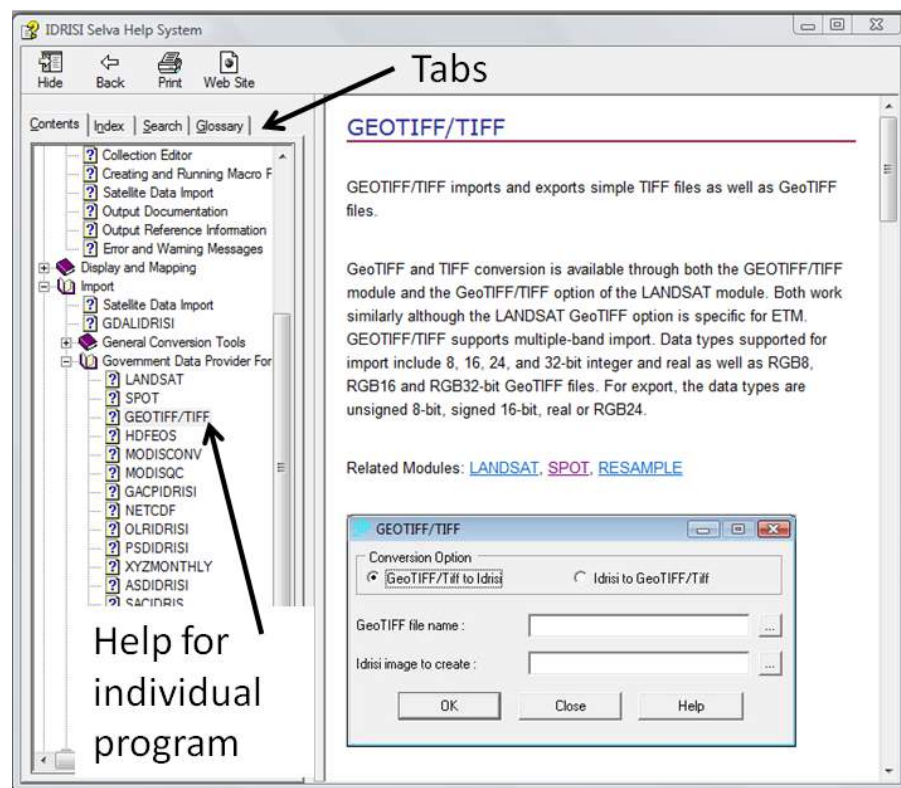 IDRISI Selva Help System
Hide Back Print Web Site
Tabs
Contents Index Search Glossary
Collection Editor
Creating and Running Macro F
Satellite Data Import
Output Documentation
Output Reference Information
Error and Warning Messages
Display and Mapping
Import
Satellite Data Import
GDALIDRISI
General Conversion Tools
Government Data Provider For
LANDSAT
SPOT
GEOTIFF/TIFF
HDFEOS
MODISCONV
MODISQC
GACPIDRISI
NETCDF
OLRIDRISI
PSDIDRISI
XYZMONTHLY
ASDIDRISI
SACIDRIS
Help for
individual
program
GEOTIFF/TIFF
GEOTIFF/TIFF imports and exports simple TIFF files as well as GeoTIFF
files.
GeoTIFF and TIFF conversion is available through both the GEOTIFF/TIFF
module and the GeoTIFF/TIFF option of the LANDSAT module. Both work
similarly although the LANDSAT GeoTIFF option is specific for ETM.
GEOTIFF/TIFF supports multiple-band import. Data types supported for
import include 8, 16, 24, and 32-bit integer and real as well as RGB8,
RGB16 and RGB32-bit GeoTIFF files. For export, the data types are
unsigned 8-bit, signed 16-bit, real or RGB24.
Related Modules: LANDSAT, SPOT, RESAMPLE
GEOTIFF/TIFF
Conversion Option
GeoTIFF/Tiff to Idrisi Idrisi to GeoTIFF/Tiff
GeoTIFF file name : ...
Idrisi image to create : ...
OK Close Help